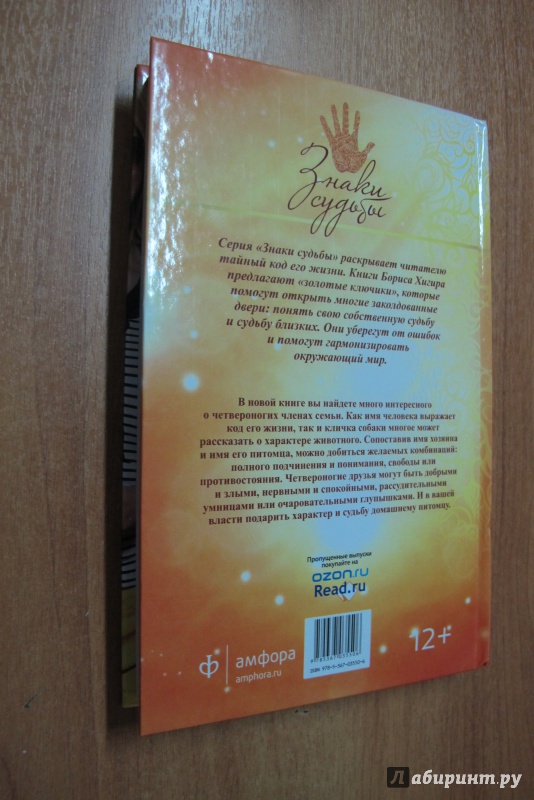 Знаки
судьбы
Серия «Знаки судьбы» раскрывает читателю
тайный код его жизни. Книги Бориса Хигира
предлагают «золотые ключики», которые
помогут открыть многие заколдованные
двери: понять свою собственную судьбу
и судьбу близких. Они уберегут от ошибок
и помогут гармонизировать
окружающий мир.
В новой книге вы найдете много интересного
о четвероногих членах семьи. Как имя человека выражает
код его жизни, так и кличка собаки многое может
рассказать о характере животного. Сопоставив имя хозяина
и имя его питомца, можно добиться желаемых комбинаций:
полного подчинения и понимания, свободы или
противостояния. Четвероногие друзья могут быть добрыми
и злыми, нервными и спокойными, рассудительными
умницами или очаровательными глупышками. И в вашей
власти подарить характер и судьбу домашнему питомцу.
Пропущенные выпуски
покупайте на
ozon.ru
Read.ru
ф амфора
amphora.ru
12+
Лабиринт.ру